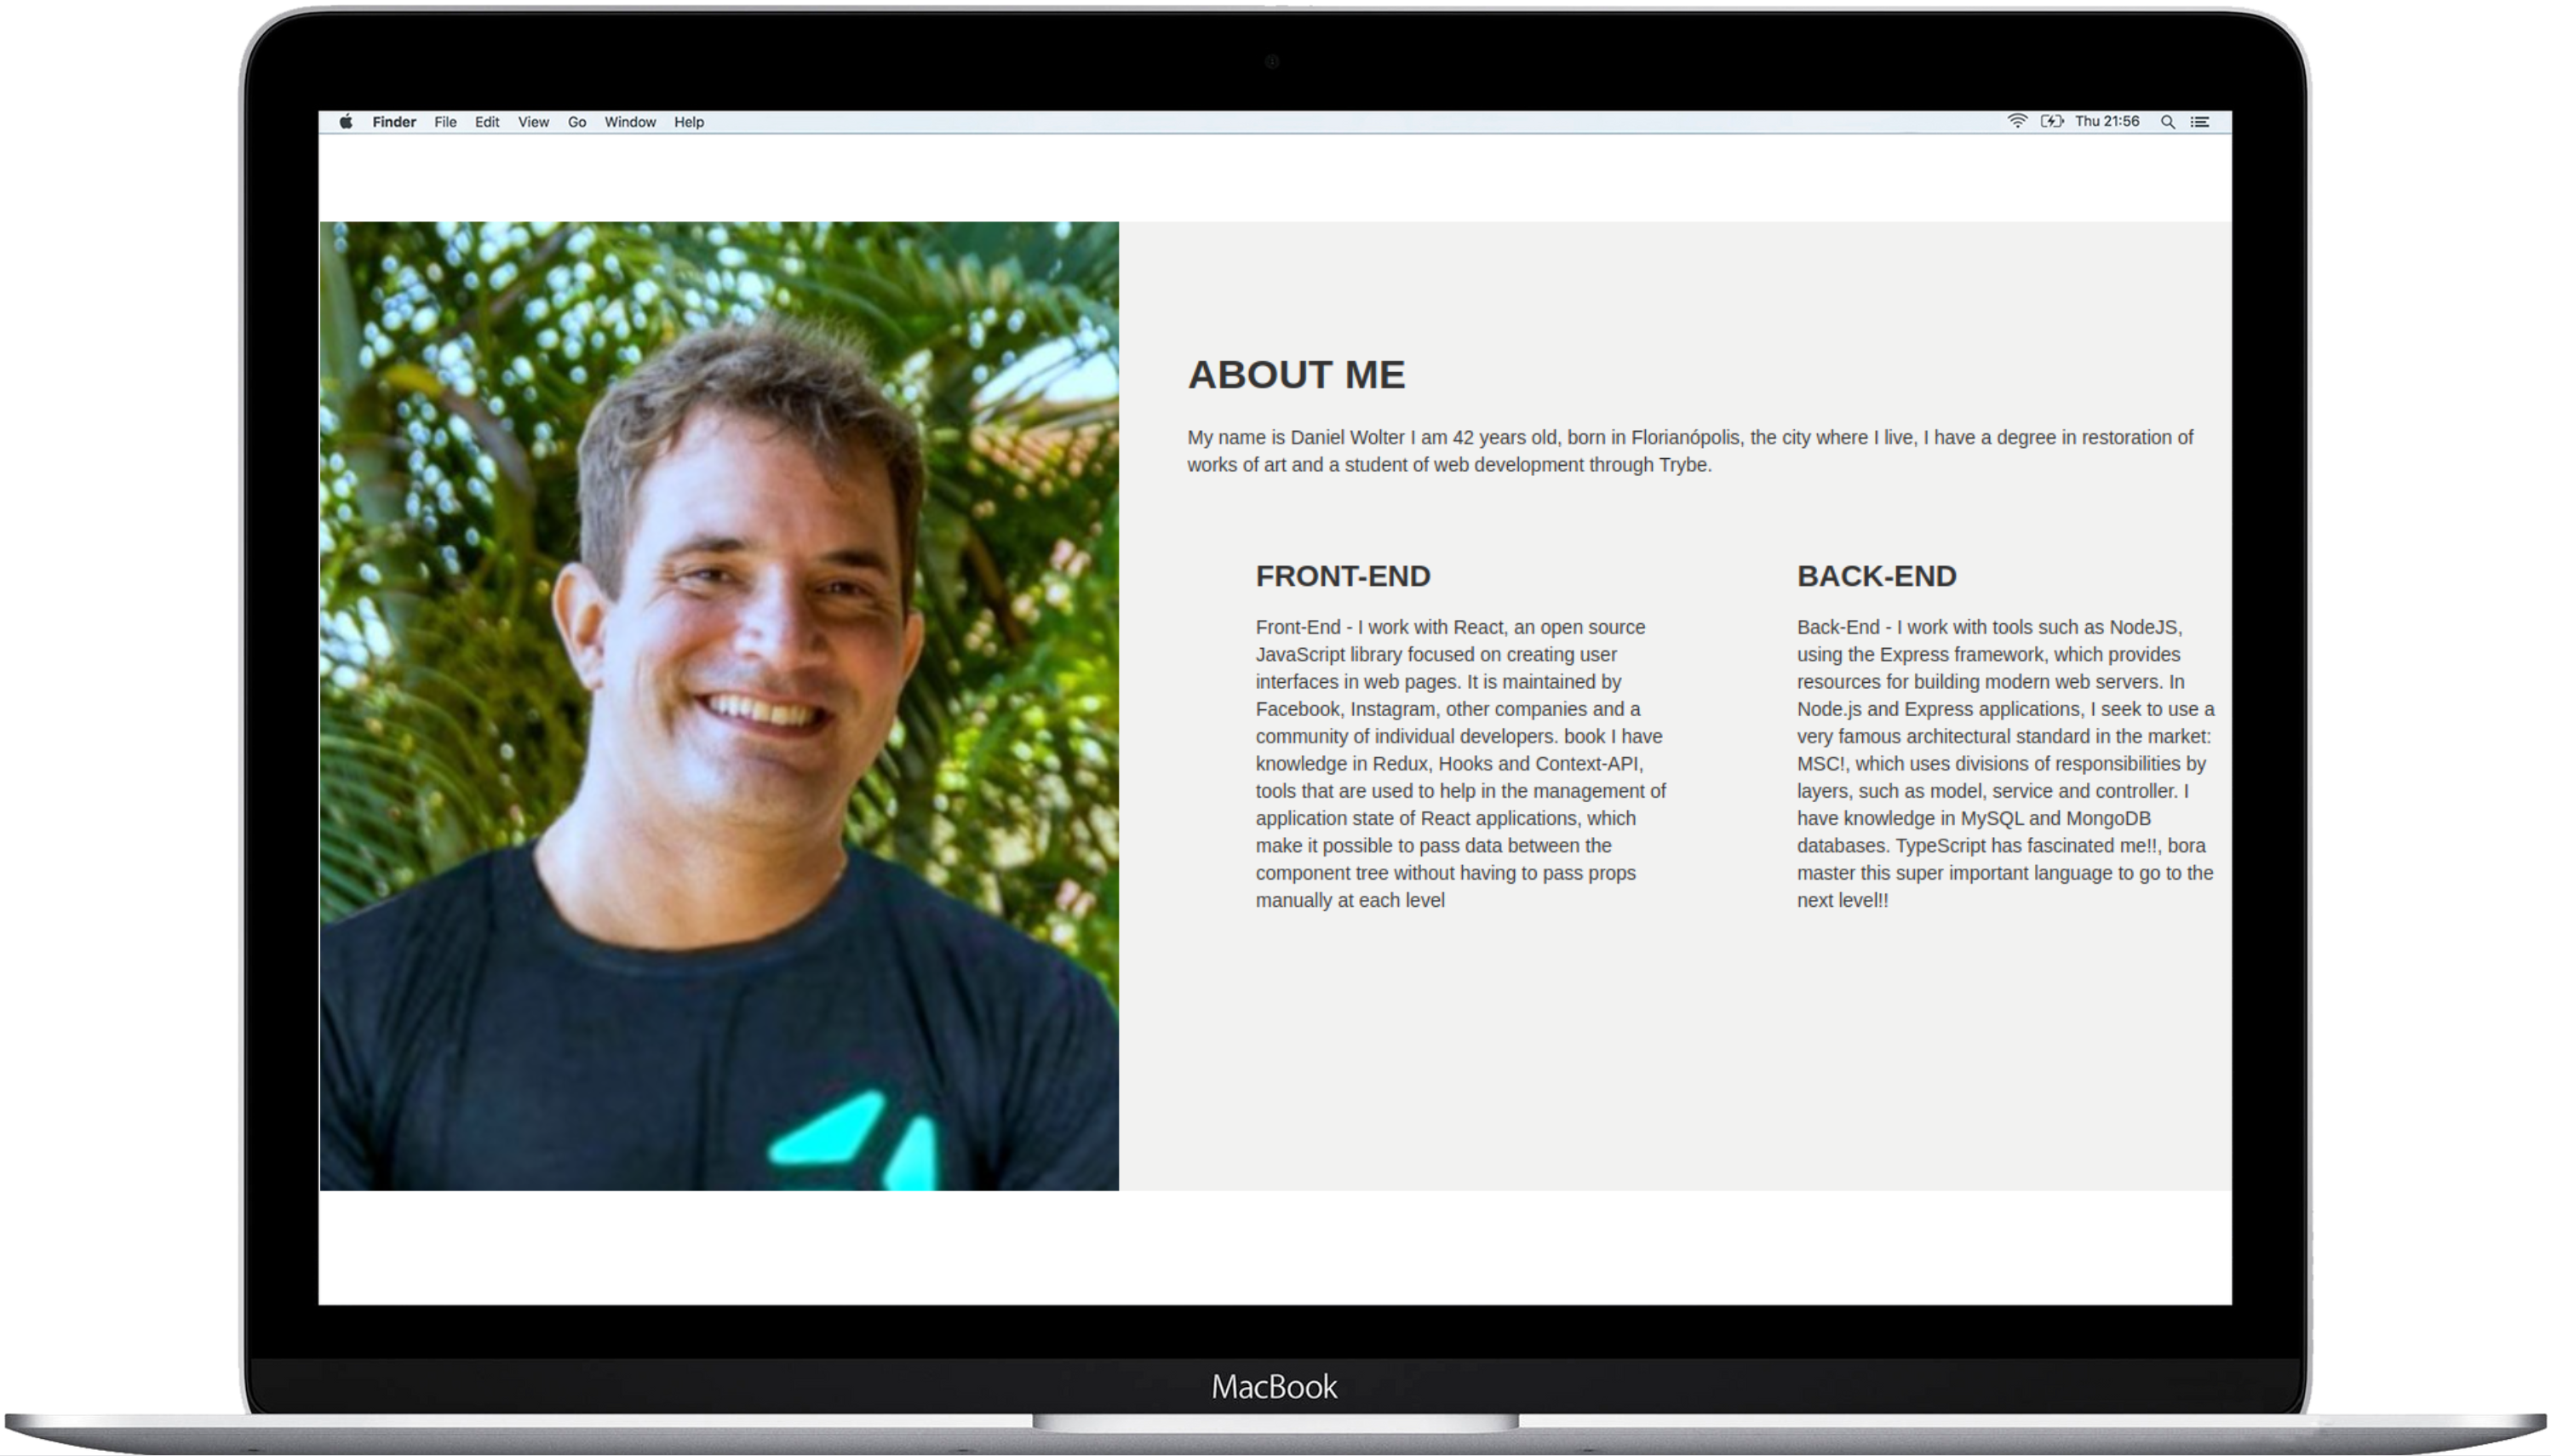 Finder File Edit View Go Window Help Thu 21:56
ABOUT ME
My name is Daniel Wolter I am 42 years old, born in Florianópolis, the city where I live, I have a degree in restoration of
works of art and a student of web development through Trybe.
FRONT-END
Front-End - I work with React, an open source
JavaScript library focused on creating user
interfaces in web pages. It is maintained by
Facebook, Instagram, other companies and a
community of individual developers. book I have
knowledge in Redux, Hooks and Context-API,
tools that are used to help in the management of
application state of React applications, which
make it possible to pass data between the
component tree without having to pass props
manually at each level
BACK-END
Back-End - I work with tools such as NodeJS,
using the Express framework, which provides
resources for building modern web servers. In
Node.js and Express applications, I seek to use a
very famous architectural standard in the market:
MSC!, which uses divisions of responsibilities by
layers, such as model, service and controller. I
have knowledge in MySQL and MongoDB
databases. TypeScript has fascinated me!!, bora
master this super important language to go to the
next level!!
MacBook